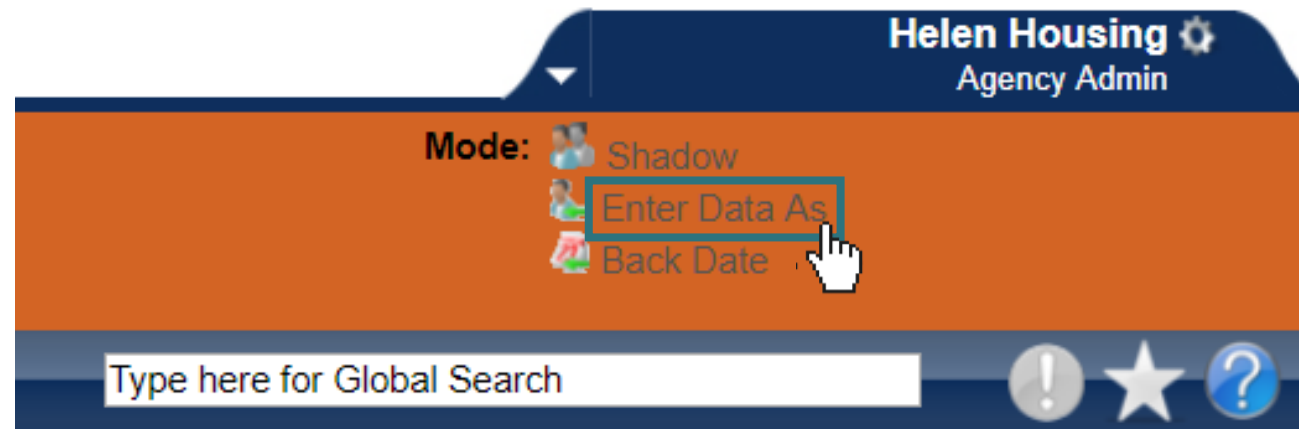 Helen Housing
Agency Admin
Mode: Shadow
Enter Data As
Back Date
Type here for Global Search